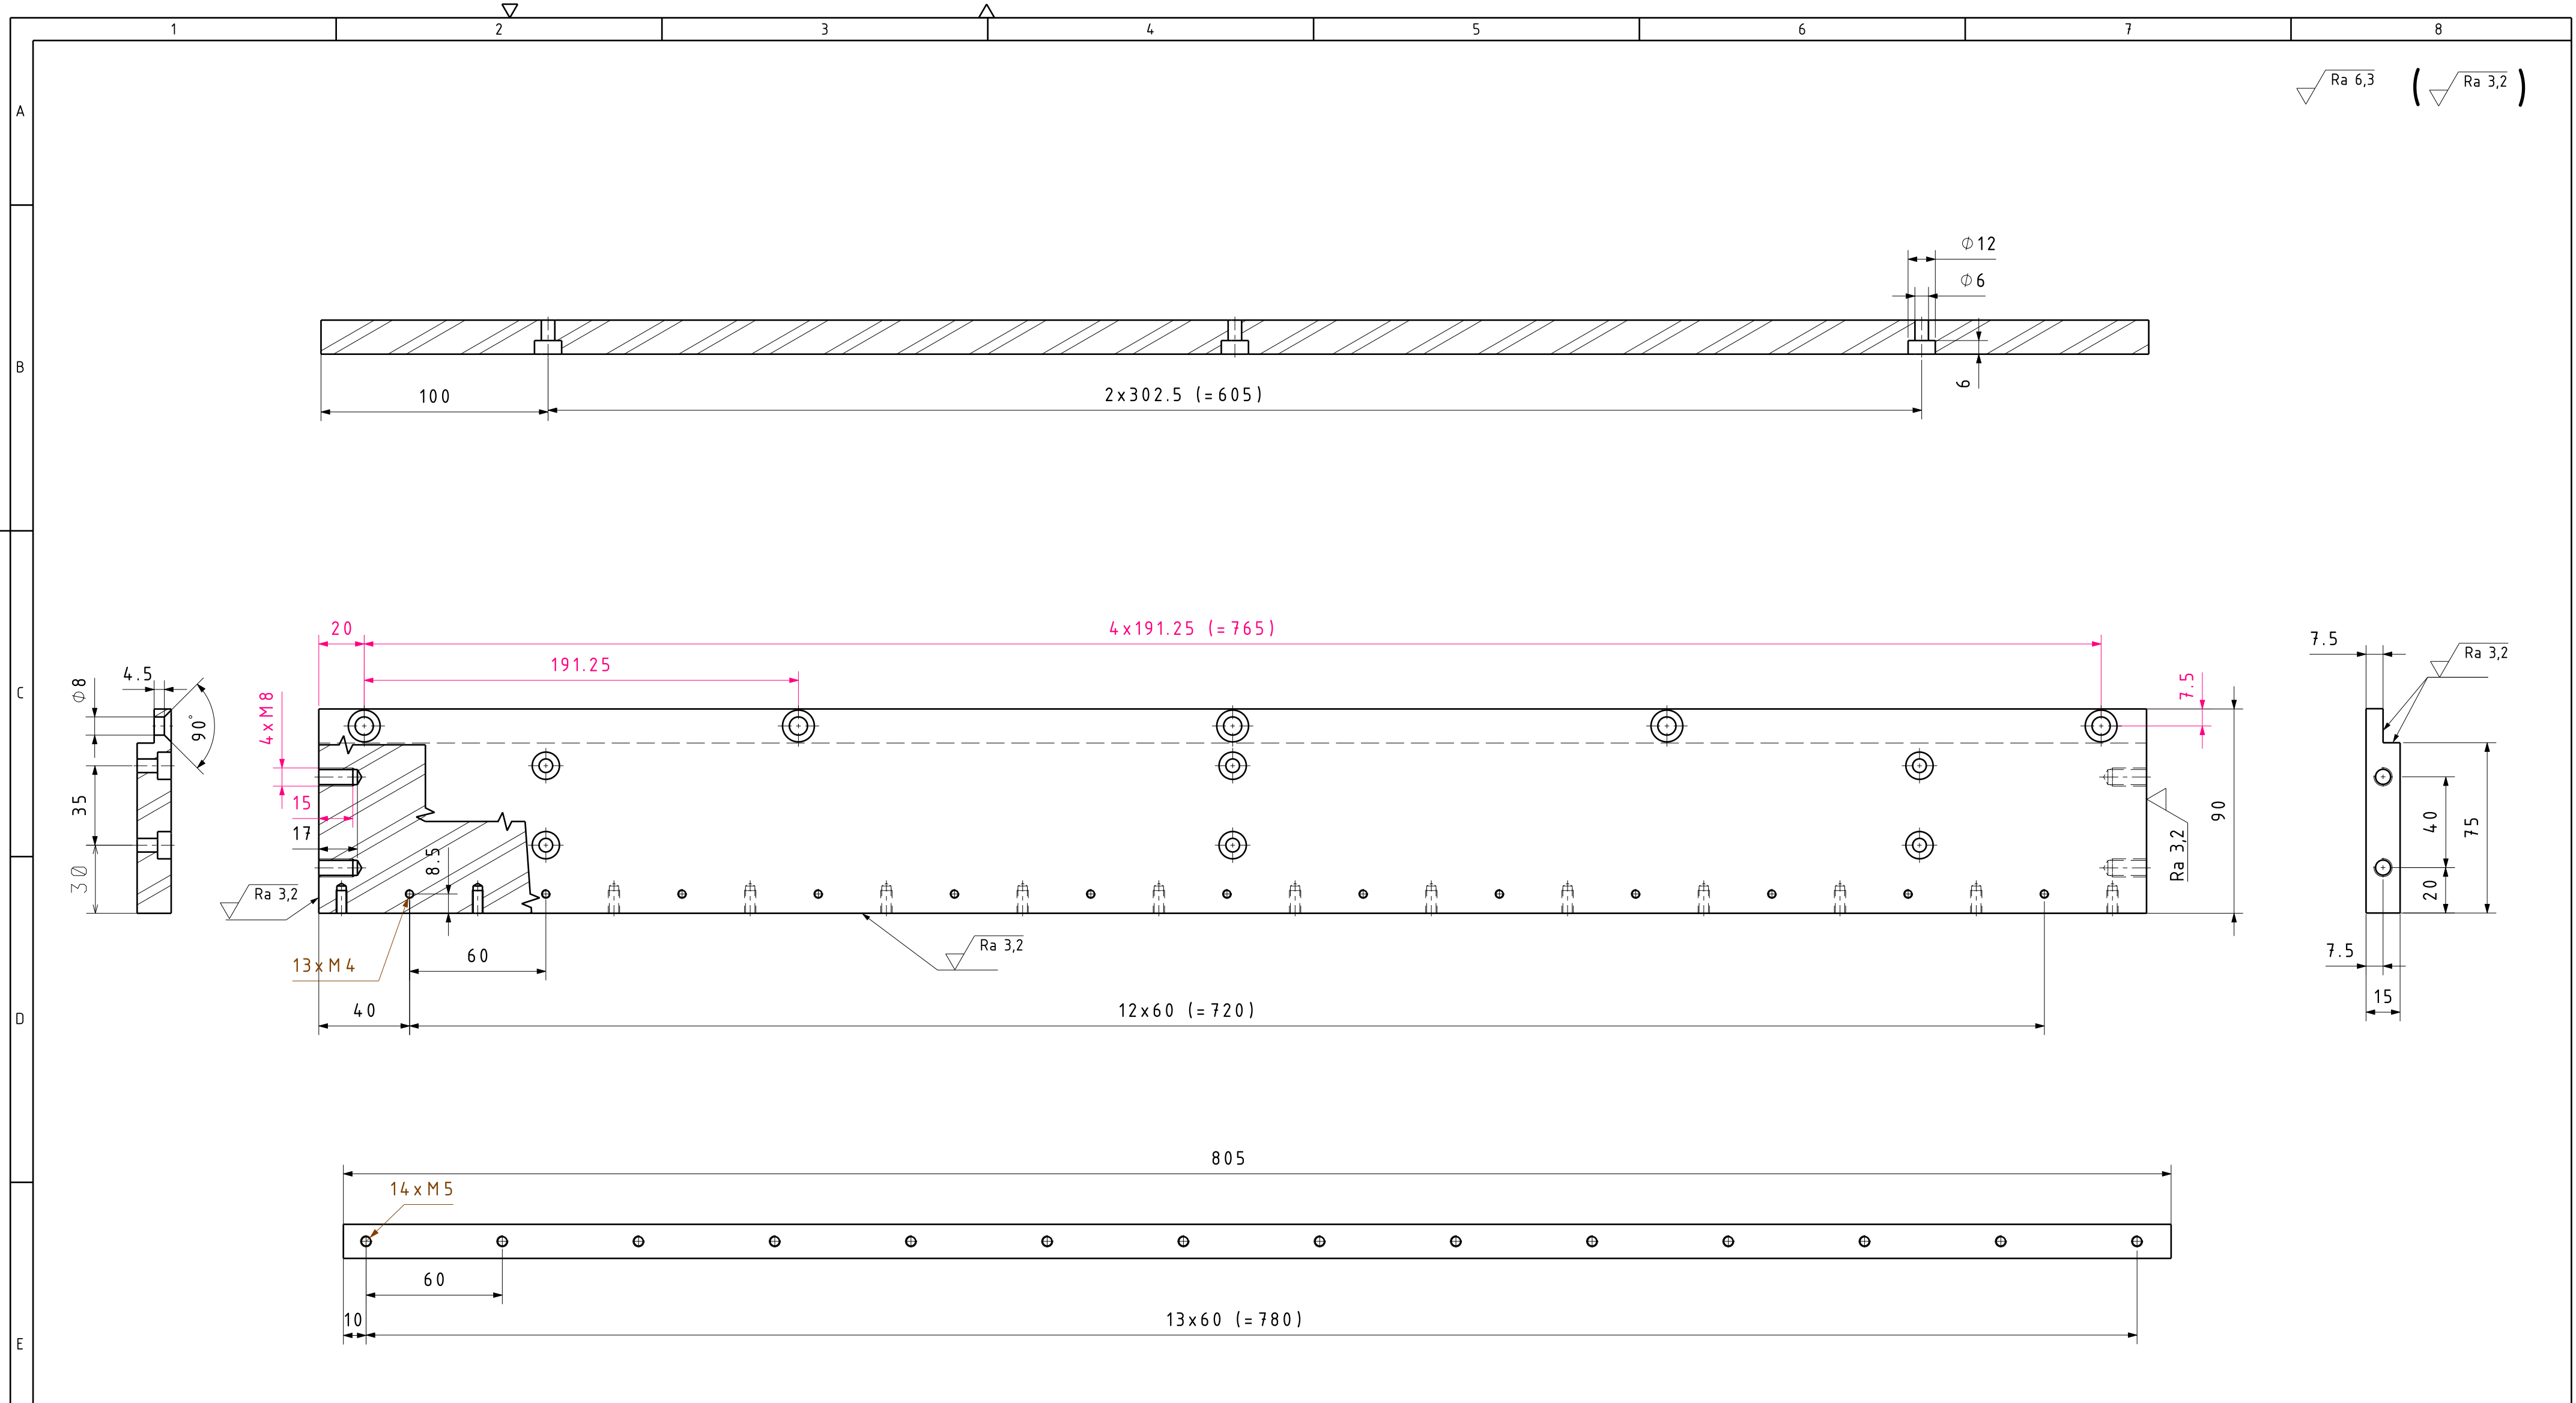 1 2 3 4 5 6 7 8
A
Ra 6,3 ( Ra 3,2 )
B
⌀12
⌀6
6
100
2x302.5 (=605)
C
20
4x191.25 (=765)
191.25
7.5
4xM8
15
17
8.5
90
Ra 3,2
Ra 3,2
Ra 3,2
4.5
⌀8
90°
35
30
7.5
Ra 3,2
40
75
20
7.5
15
13xM4
60
40
12x60 (=720)
D
805
14xM5
60
10
13x60 (=780)
E